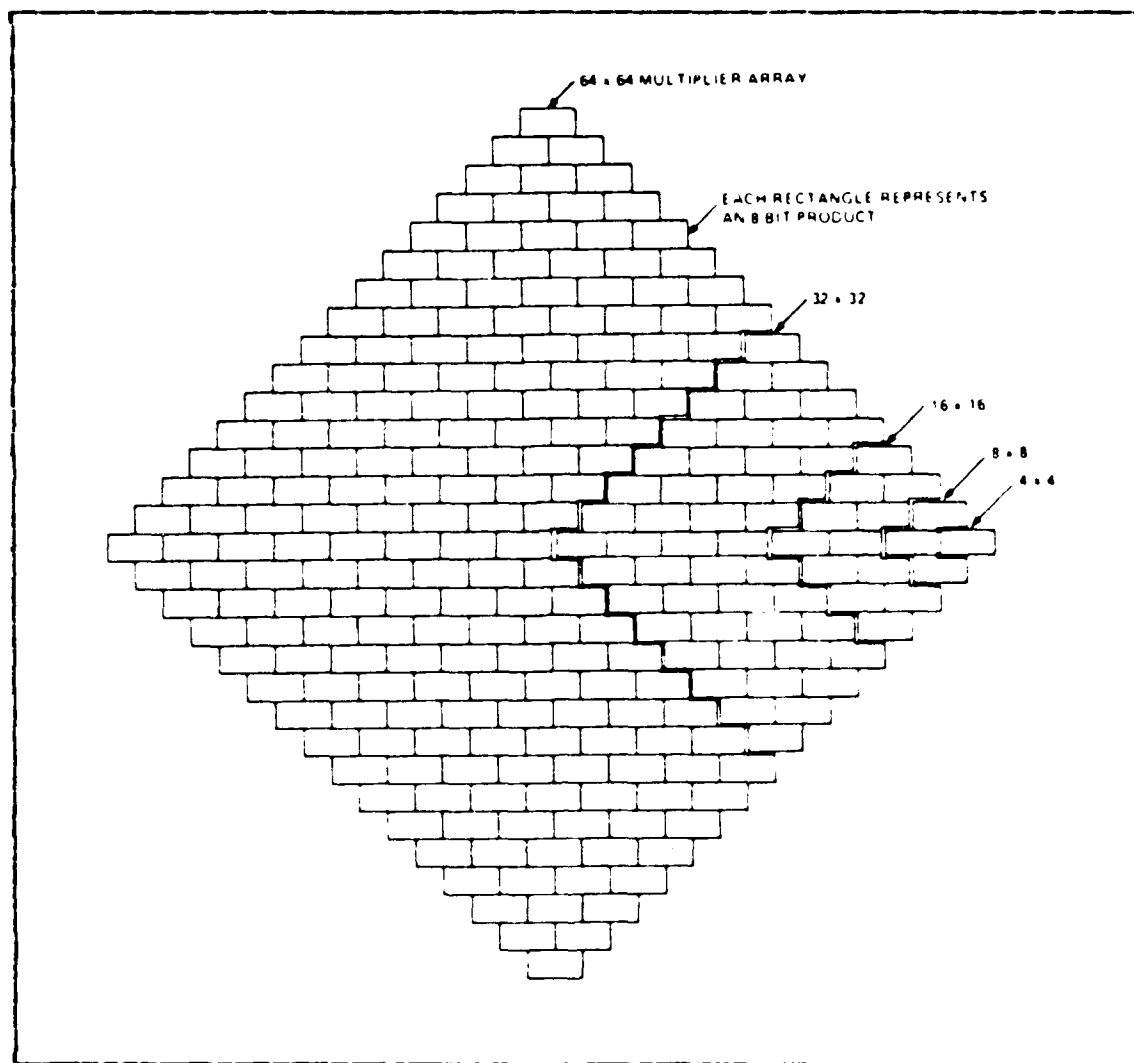 64 × 64 MULTIPLIER ARRAY
EACH RECTANGLE REPRESENTS
AN 8 BIT PRODUCT
32 × 32
16 × 16
8 × 8
4 × 4